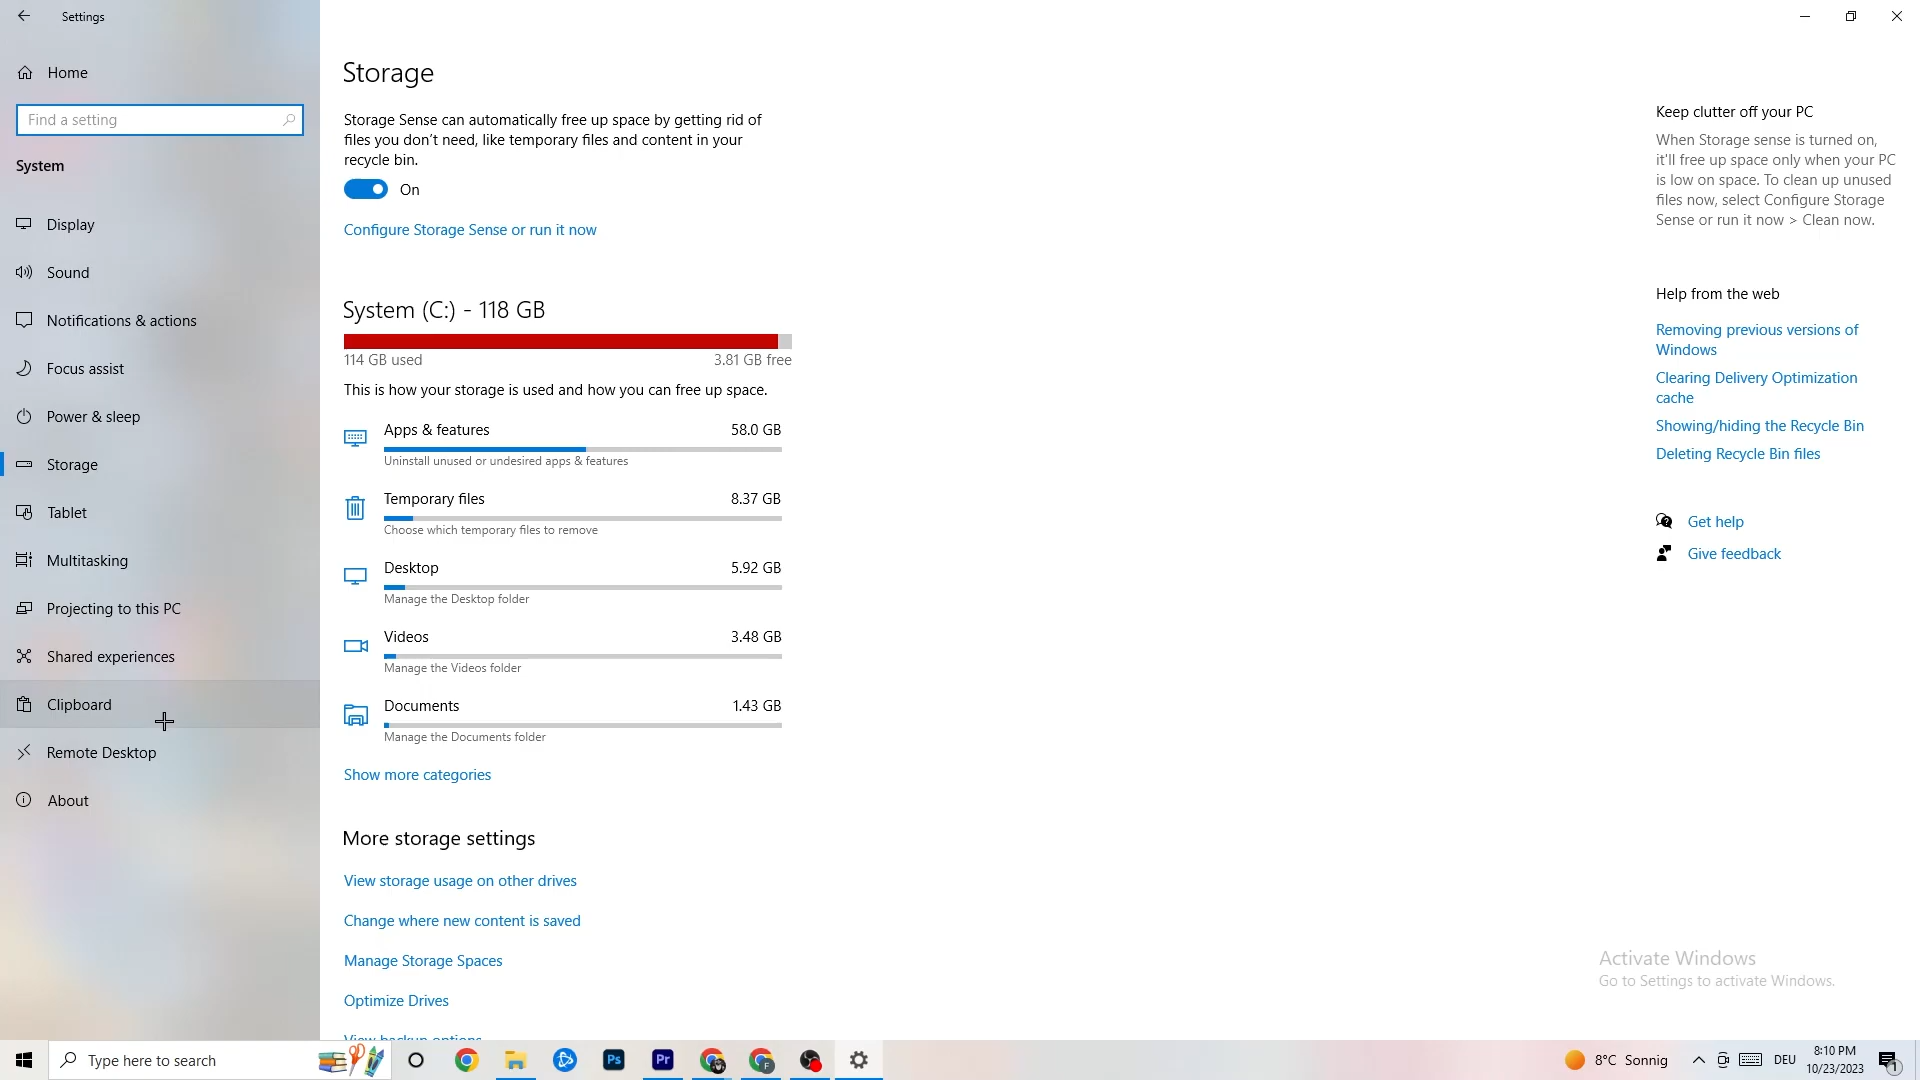 Settings
Home
Find a setting
System
Display
Sound
Notifications & actions
Focus assist
Power & sleep
Storage
Tablet
Multitasking
Projecting to this PC
Shared experiences
Clipboard
Remote Desktop
About
Storage
Storage Sense can automatically free up space by getting rid of
files you don't need, like temporary files and content in your
recycle bin.
On
Configure Storage Sense or run it now
System (C:) - 118 GB
114 GB used
3.81 GB free
This is how your storage is used and how you can free up space.
Apps & features 58.0 GB
Uninstall unused or undesired apps & features
Temporary files 8.37 GB
Choose which temporary files to remove
Desktop 5.92 GB
Manage the Desktop folder
Videos 3.48 GB
Manage the Videos folder
Documents 1.43 GB
Manage the Documents folder
Show more categories
More storage settings
View storage usage on other drives
Change where new content is saved
Manage Storage Spaces
Optimize Drives
View backup options
Keep clutter off your PC
When Storage sense is turned on,
it'll free up space only when your PC
is low on space. To clean up unused
files now, select Configure Storage
Sense or run it now > Clean now.
Help from the web
Removing previous versions of
Windows
Clearing Delivery Optimization
cache
Showing/hiding the Recycle Bin
Deleting Recycle Bin files
Get help
Give feedback
Activate Windows
Go to Settings to activate Windows.
Type here to search
Ps
Pr
F
8°C Sonnig
DEU
8:10 PM
10/23/2023
1